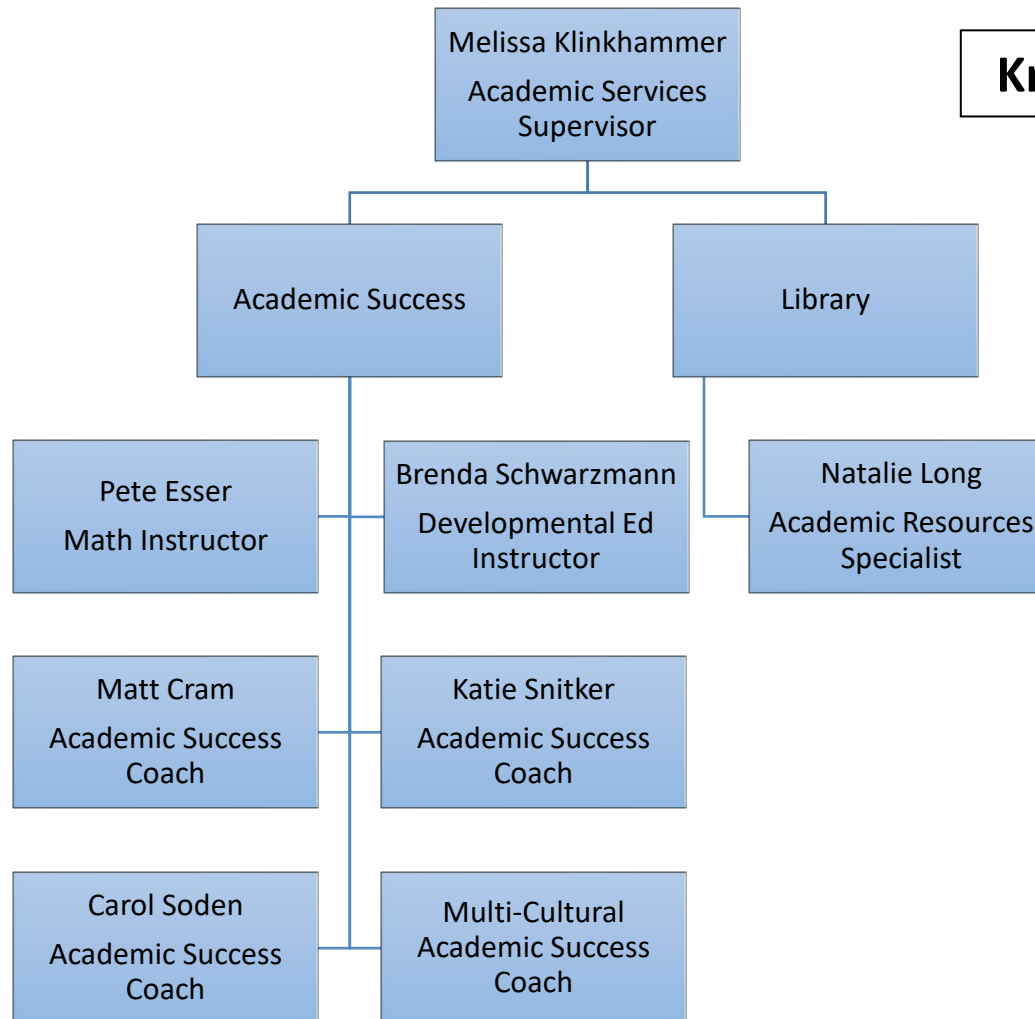 Melissa Klinkhammer
Academic Services
Supervisor
Academic Success
Library
Pete Esser
Math Instructor
Brenda Schwarzmann
Developmental Ed
Instructor
Natalie Long
Academic Resources
Specialist
Matt Cram
Academic Success
Coach
Katie Snitker
Academic Success
Coach
Carol Soden
Academic Success
Coach
Multi-Cultural
Academic Success
Coach